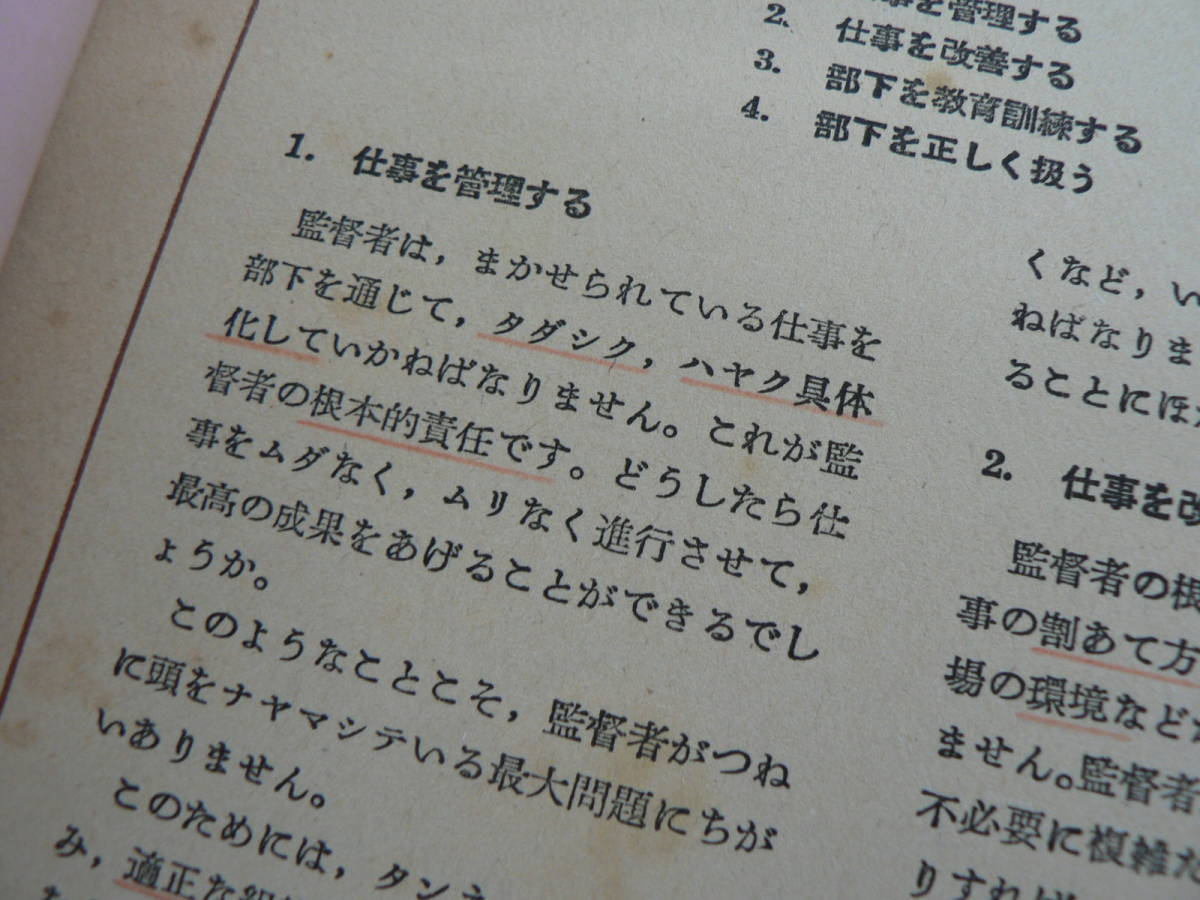 を管理する
2. 仕事を改善する
3. 部下を教育訓練する
4. 部下を正しく扱う
1. 仕事を管理する
監督者は，まかせられている仕事を
部下を通じて，タダシク，ハヤク具体
化していかねばなりません。これが監
督者の根本的責任です。どうしたら仕
事をムダなく，ムリなく進行させて，
最高の成果をあげることができるでし
ょうか。
このようなことこそ，監督者がつね
に頭をナヤマシテいる最大問題にちが
いありません。
このためには，タン
み，適正な組
くなど，い
ねばなりま
ることにほ
2. 仕事を改
監督者の根
事の割あて方
場の環境など
ません。監督者
不必要に複雑だ
りすれば